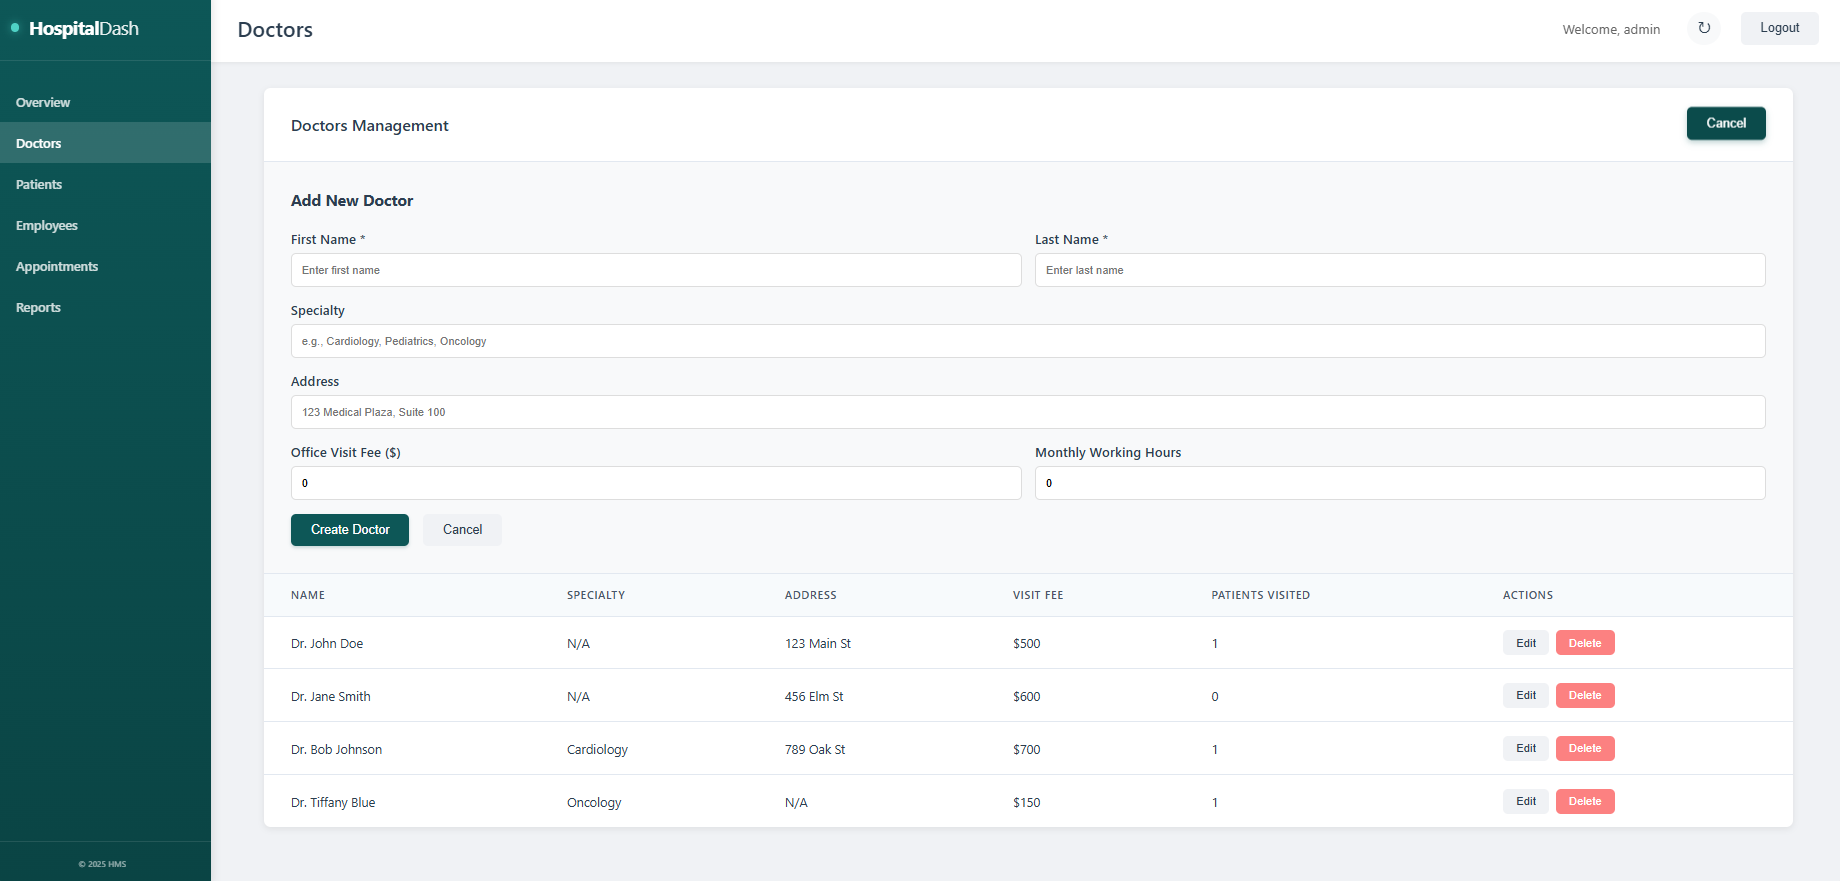 HospitalDash
Doctors
Welcome, admin
↻
Logout
Overview
Doctors
Patients
Employees
Appointments
Reports
© 2025 HMS
Doctors Management
Cancel
Add New Doctor
First Name *
Last Name *
Enter first name
Enter last name
Specialty
e.g., Cardiology, Pediatrics, Oncology
Address
123 Medical Plaza, Suite 100
Office Visit Fee ($)
Monthly Working Hours
0
0
Create Doctor
Cancel
NAME SPECIALTY ADDRESS VISIT FEE PATIENTS VISITED ACTIONS
Dr. John Doe N/A 123 Main St $500 1 Edit Delete
Dr. Jane Smith N/A 456 Elm St $600 0 Edit Delete
Dr. Bob Johnson Cardiology 789 Oak St $700 1 Edit Delete
Dr. Tiffany Blue Oncology N/A $150 1 Edit Delete